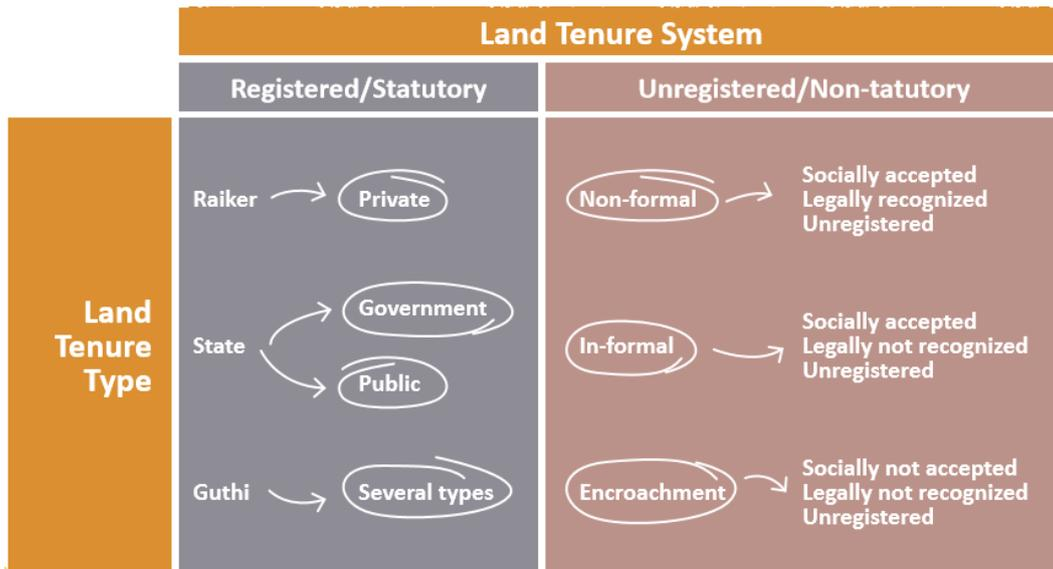 Land Tenure System
Registered/Statutory
Unregistered/Non-tatutory
Land
Tenure
Type
Raiker
Private
State
Government
Public
Guthi
Several types
Non-formal
Socially accepted
Legally recognized
Unregistered
In-formal
Socially accepted
Legally not recognized
Unregistered
Encroachment
Socially not accepted
Legally not recognized
Unregistered